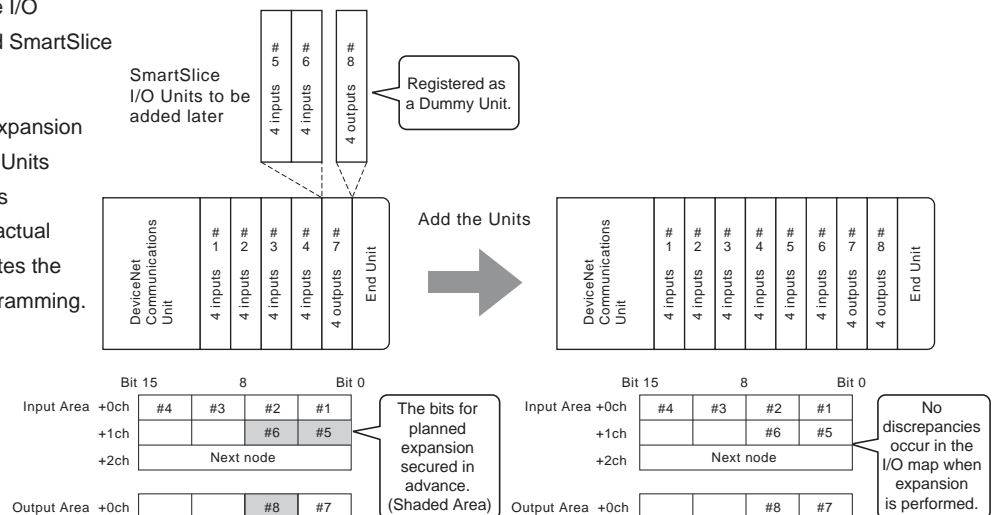 e I/O
d SmartSlice
xpansion
Units
s
actual
tes the
gramming.
SmartSlice
I/O Units to be
added later
#5 4 inputs
#6 4 inputs
#8 4 outputs
Registered as
a Dummy Unit.
DeviceNet
Communications
Unit
#1 4 inputs
#2 4 inputs
#3 4 inputs
#4 4 inputs
#7 4 outputs
End Unit
Add the Units
DeviceNet
Communications
Unit
#1 4 inputs
#2 4 inputs
#3 4 inputs
#4 4 inputs
#5 4 inputs
#6 4 inputs
#7 4 outputs
#8 4 outputs
End Unit
Bit 15 8 Bit 0
Input Area +0ch #4 #3 #2 #1
+1ch #6 #5
+2ch Next node
Output Area +0ch #8 #7
The bits for
planned
expansion
secured in
advance.
(Shaded Area)
Bit 15 8 Bit 0
Input Area +0ch #4 #3 #2 #1
+1ch #6 #5
+2ch Next node
Output Area +0ch #8 #7
No
discrepancies
occur in the
I/O map when
expansion
is performed.